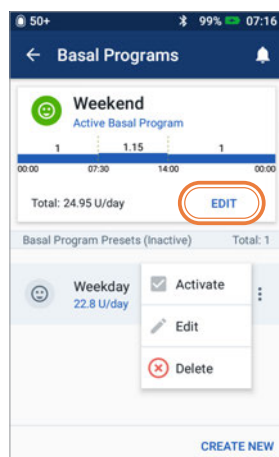 50+ 99% 07:16
Basal Programs
Weekend
Active Basal Program
1 1.15 1
00:00 07:30 14:00 00:00
Total: 24.95 U/day EDIT
Basal Program Presets (Inactive) Total: 1
Weekday
22.8 U/day
Activate
Edit
Delete
CREATE NEW